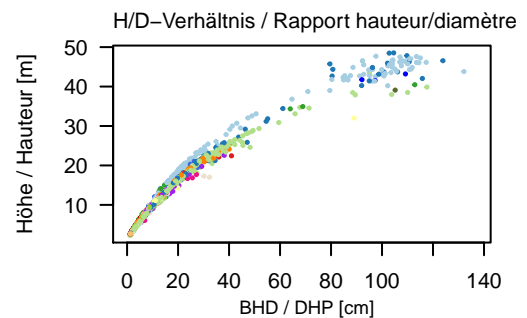 H/D−Verhältnis / Rapport hauteur/diamètre
Höhe / Hauteur [m]
50
40
30
20
10
0 20 40 60 80 100 140
BHD / DHP [cm]